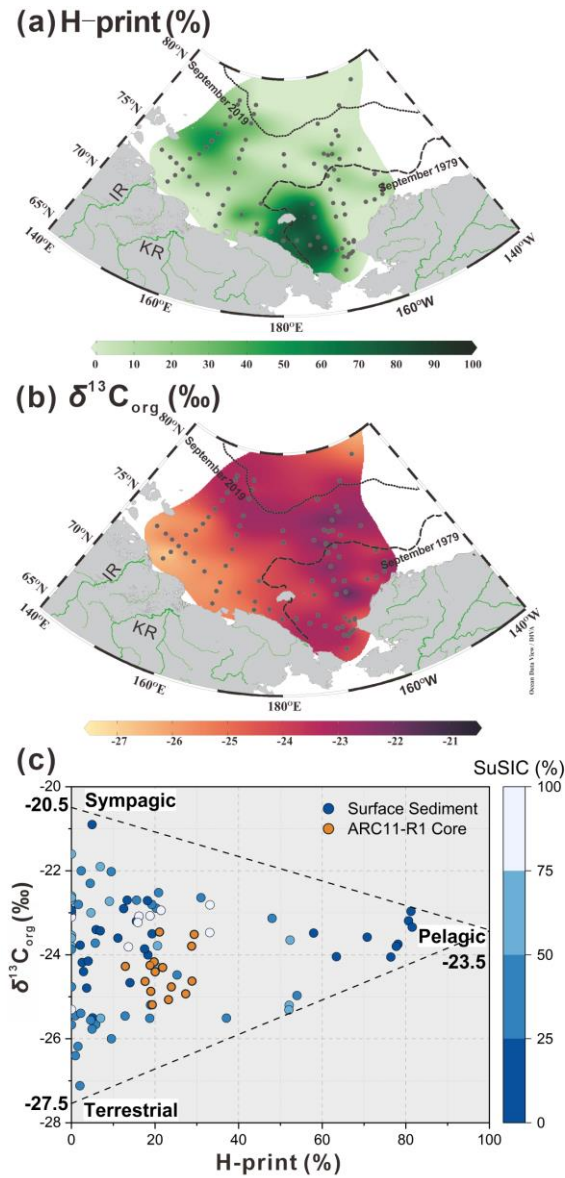 (a) H-print (%)
80°N
75°N
70°N
65°N
140°E
160°E
180°E
160°W
140°W
September 2019
September 1979
IR
KR
0 10 20 30 40 50 60 70 80 90 100
(b) δ¹³C_org (‰)
80°N
75°N
70°N
65°N
140°E
160°E
180°E
160°W
140°W
September 2019
September 1979
IR
KR
Ocean Data View / DIVA
-27 -26 -25 -24 -23 -22 -21
(c)
SuSIC (%)
-20
-20.5
Sympagic
Surface Sediment
ARC11-R1 Core
100
-22
75
δ¹³C_org (‰)
Pelagic
-23.5
-24
50
-26
25
-27.5
Terrestrial
-28
0
0 20 40 60 80 100
H-print (%)